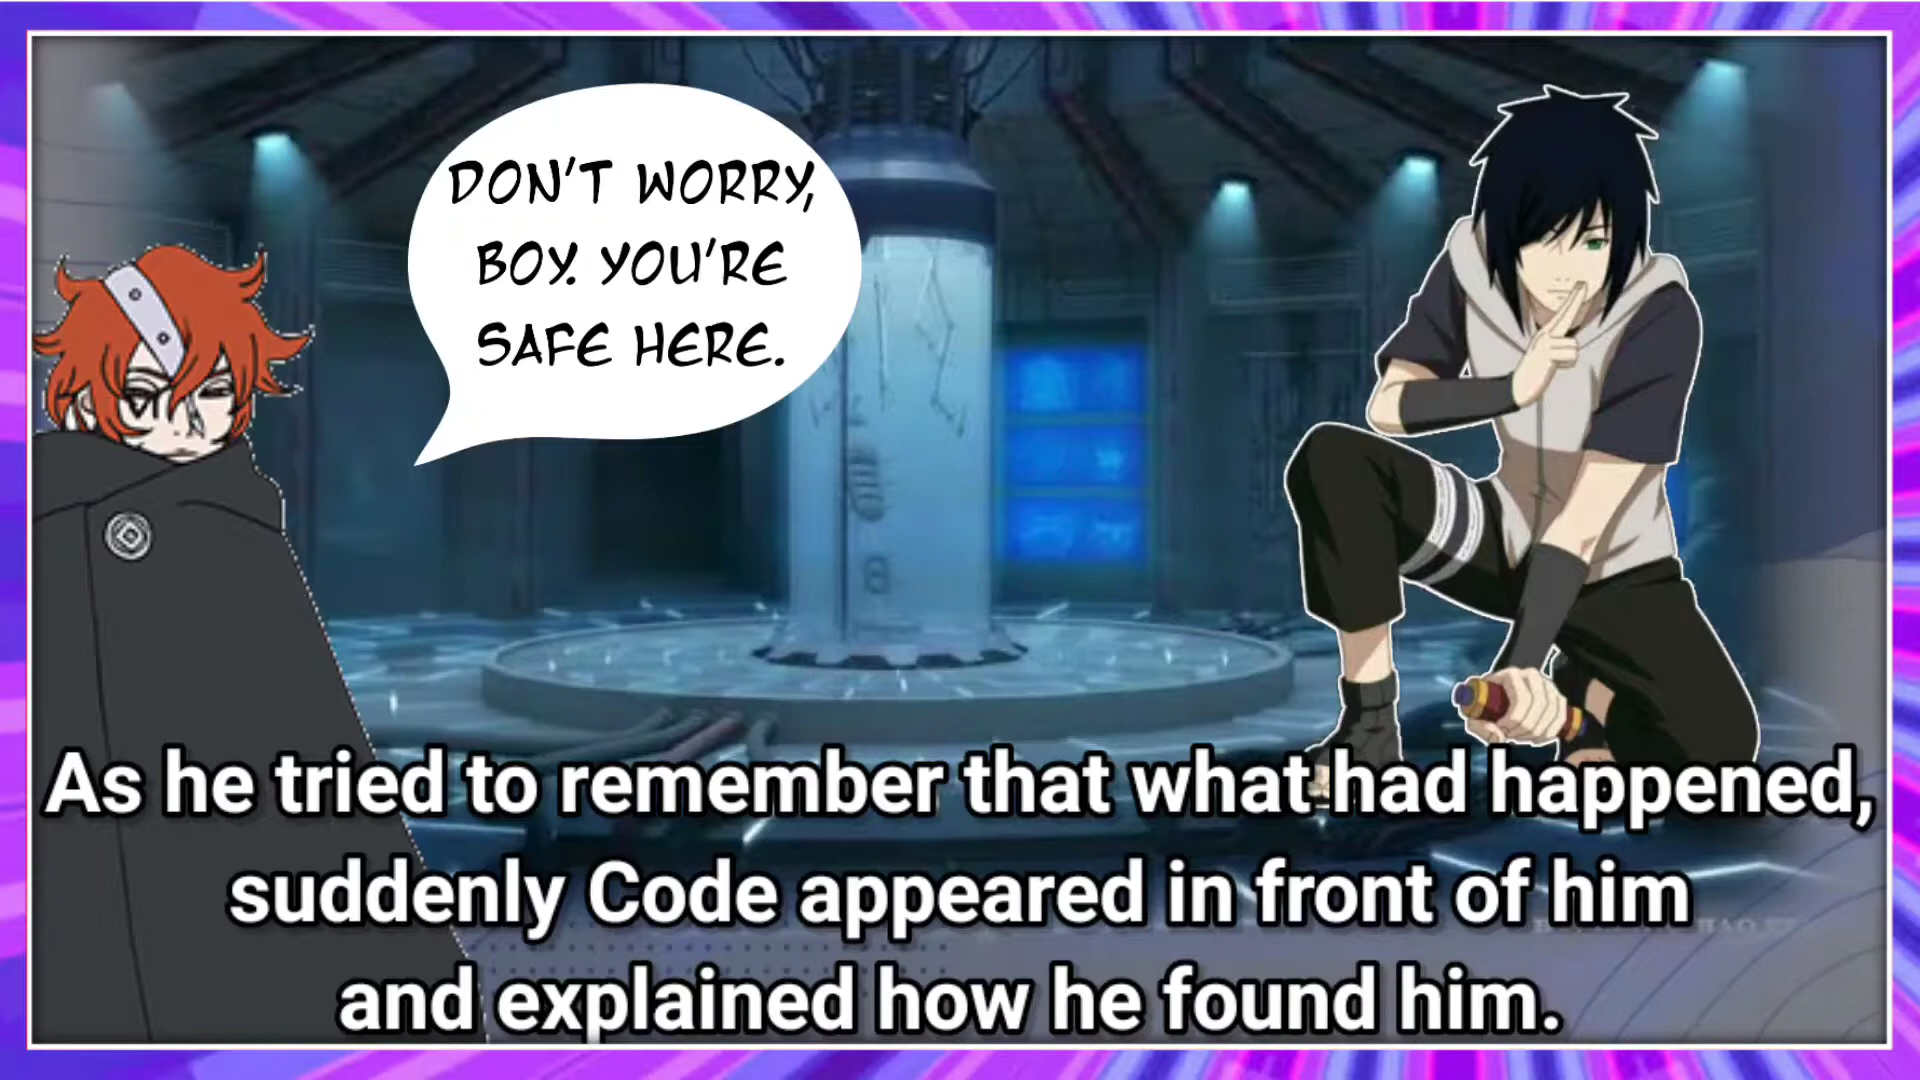 DON'T WORRY,
BOY. YOU'RE
SAFE HERE.
As he tried to remember that what had happened,
suddenly Code appeared in front of him
and explained how he found him.